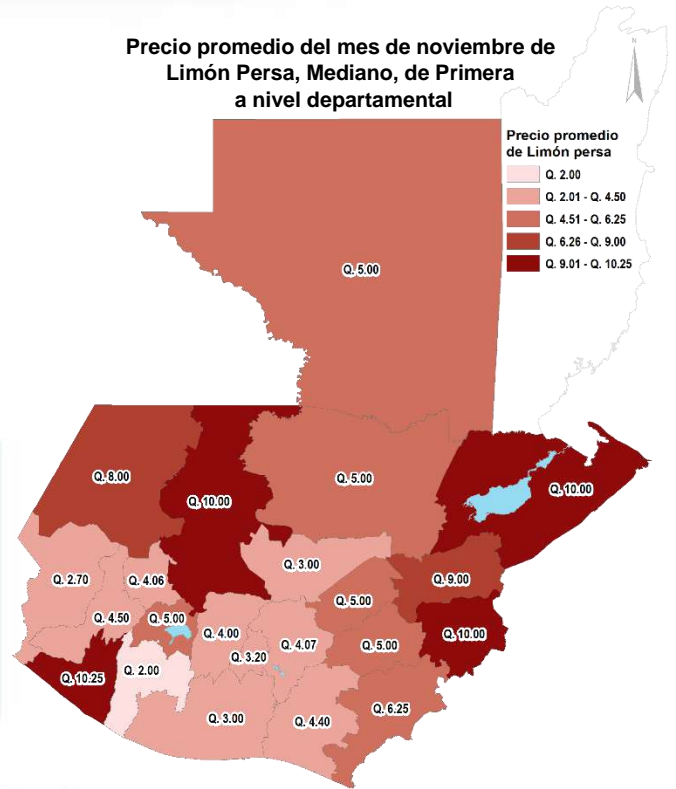 Precio promedio del mes de noviembre de
Limón Persa, Mediano, de Primera
a nivel departamental
N
Precio promedio
de Limón persa
Q. 2.00
Q. 2.01 - Q. 4.50
Q. 4.51 - Q. 6.25
Q. 6.26 - Q. 9.00
Q. 9.01 - Q. 10.25
Q. 5.00
Q. 8.00
Q. 10.00
Q. 5.00
Q. 10.00
Q. 2.70
Q. 4.06
Q. 3.00
Q. 9.00
Q. 4.50
Q. 5.00
Q. 4.00
Q. 5.00
Q. 3.20
Q. 4.07
Q. 5.00
Q. 10.00
Q. 10.25
Q. 2.00
Q. 3.00
Q. 4.40
Q. 6.25